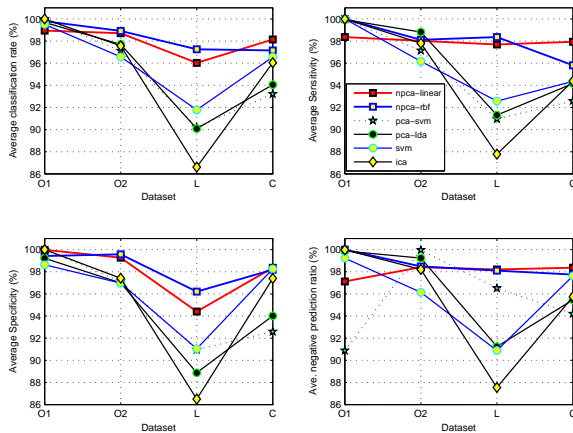 100
98
96
94
92
90
88
86
O1
O2
L
C
Dataset
Average classification rate (%)
100
98
96
94
92
90
88
86
O1
O2
L
C
Dataset
Average Sensitivity (%)
npca-linear
npca-rbf
pca-svm
pca-lda
svm
ica
100
98
96
94
92
90
88
86
O1
O2
L
C
Dataset
Average Specificity (%)
100
98
96
94
92
90
88
86
O1
O2
L
C
Dataset
Ave. negative prediction ratio (%)